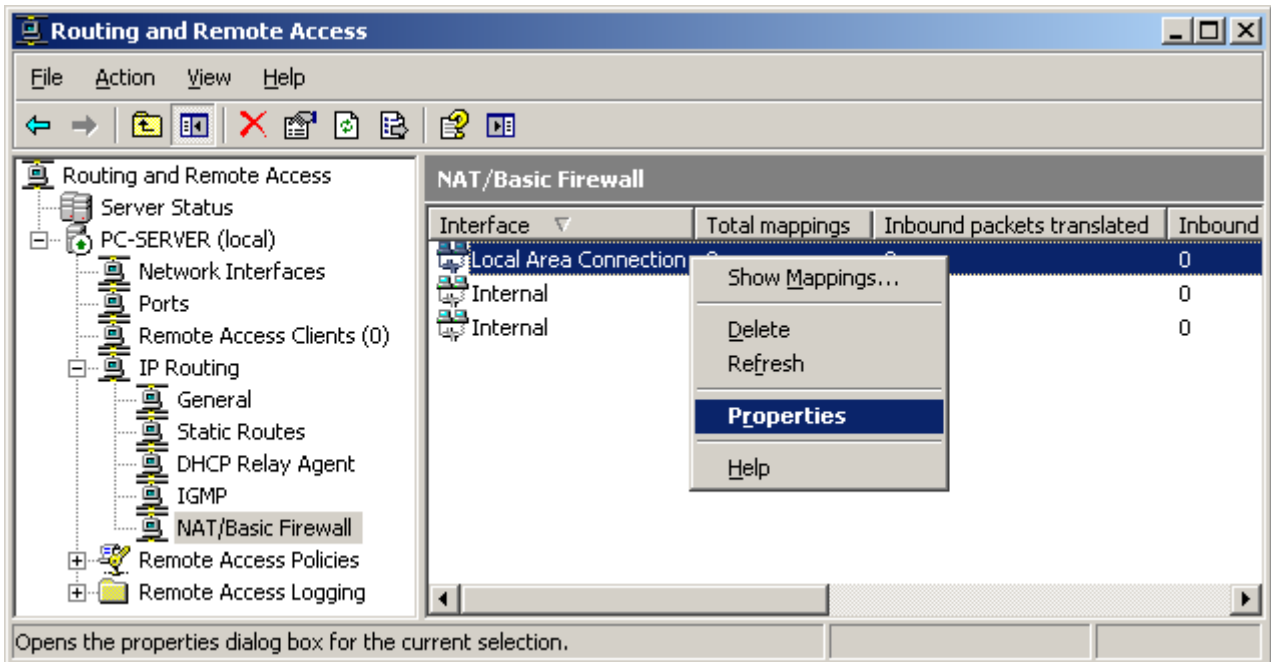 Routing and Remote Access
File Action View Help
Routing and Remote Access
Server Status
PC-SERVER (local)
Network Interfaces
Ports
Remote Access Clients (0)
IP Routing
General
Static Routes
DHCP Relay Agent
IGMP
NAT/Basic Firewall
Remote Access Policies
Remote Access Logging
NAT/Basic Firewall
Interface Total mappings Inbound packets translated Inbound
Local Area Connection 0
Internal 0
Internal 0
Show Mappings...
Delete
Refresh
Properties
Help
Opens the properties dialog box for the current selection.